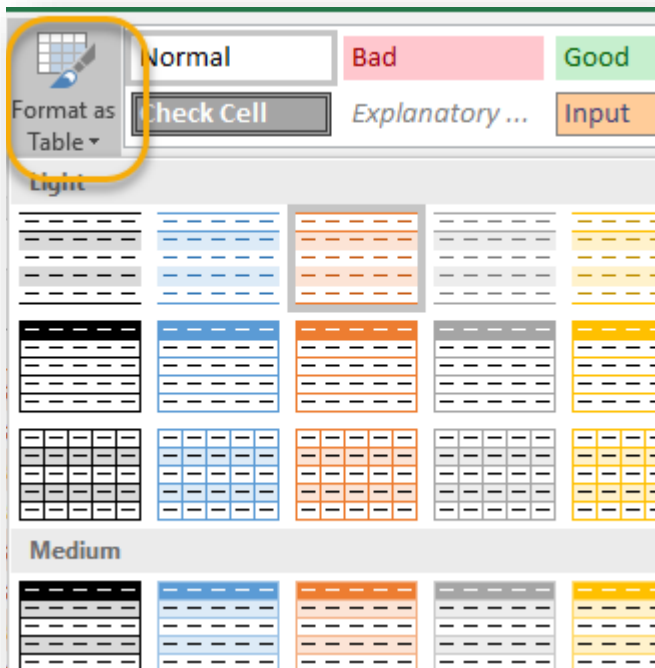 Normal
Bad
Good
Format as
Table
Check Cell
Explanatory ...
Input
Light
Medium